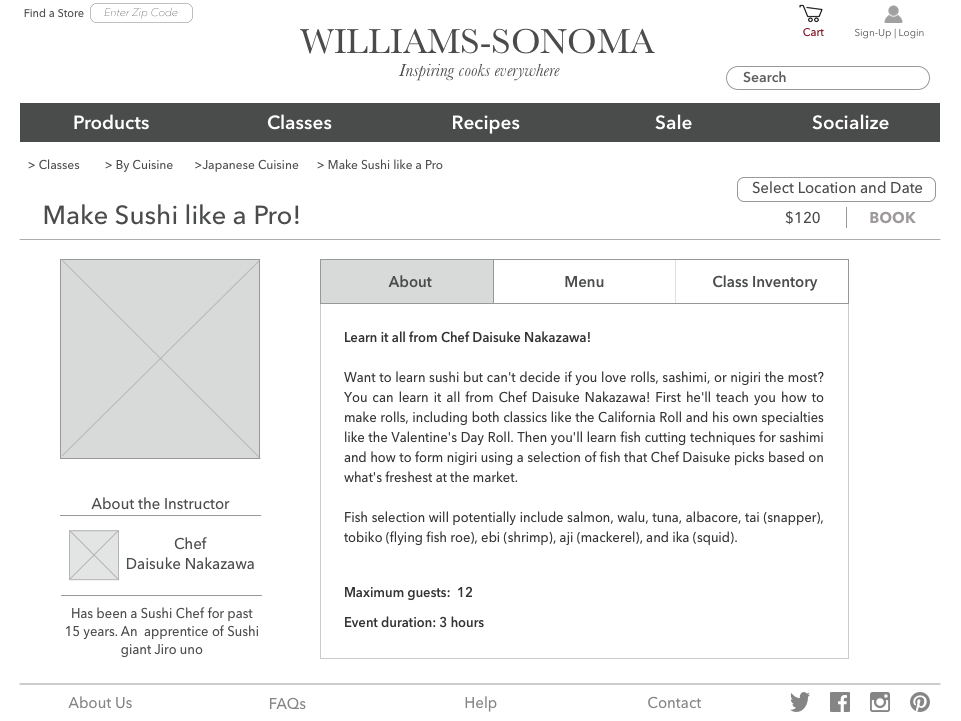 Find a Store Enter Zip Code
Cart
Sign-Up | Login
WILLIAMS-SONOMA
Inspiring cooks everywhere
Search
Products Classes Recipes Sale Socialize
> Classes > By Cuisine >Japanese Cuisine > Make Sushi like a Pro
Select Location and Date
Make Sushi like a Pro!
$120 | BOOK
About Menu Class Inventory
Learn it all from Chef Daisuke Nakazawa!
Want to learn sushi but can't decide if you love rolls, sashimi, or nigiri the most?
You can learn it all from Chef Daisuke Nakazawa! First he'll teach you how to
make rolls, including both classics like the California Roll and his own specialties
like the Valentine's Day Roll. Then you'll learn fish cutting techniques for sashimi
and how to form nigiri using a selection of fish that Chef Daisuke picks based on
what's freshest at the market.
Fish selection will potentially include salmon, walu, tuna, albacore, tai (snapper),
tobiko (flying fish roe), ebi (shrimp), aji (mackerel), and ika (squid).
Maximum guests: 12
Event duration: 3 hours
About the Instructor
Chef
Daisuke Nakazawa
Has been a Sushi Chef for past
15 years. An apprentice of Sushi
giant Jiro uno
About Us FAQs Help Contact